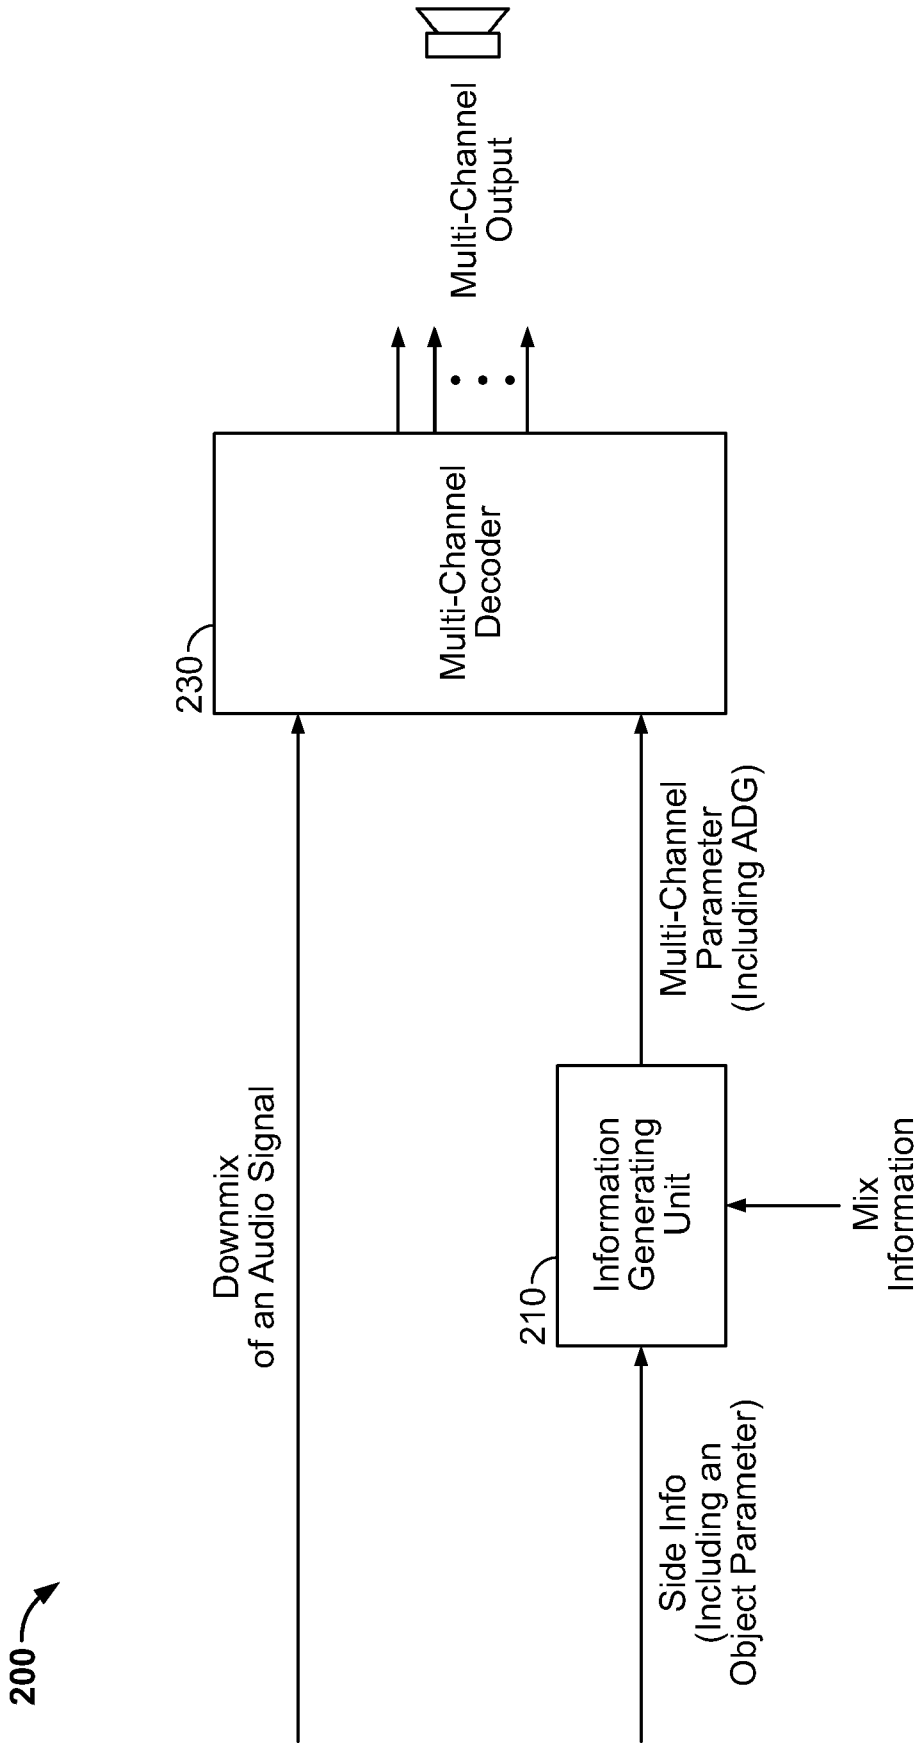 200
Downmix
of an Audio Signal
230
Multi-Channel
Decoder
Multi-Channel
Output
Side Info
(Including an
Object Parameter)
210
Information
Generating
Unit
Mix
Information
Multi-Channel
Parameter
(Including ADG)